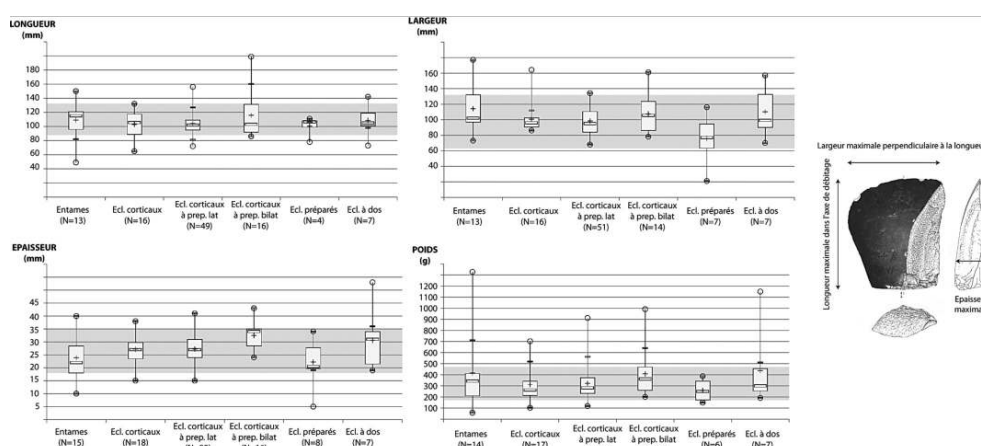 LONGUEUR
(mm)
180
160
140
120
100
80
60
40
Entames
(N=13)
Ecl. corticaux
(N=16)
Ecl. corticaux
à prep. lat
(N=49)
Ecl. corticaux
à prep. bilat
(N=16)
Ecl. préparés
(N=4)
Ecl. à dos
(N=7)
LARGEUR
(mm)
160
140
120
100
80
60
40
Entames
(N=13)
Ecl. corticaux
(N=16)
Ecl. corticaux
à prep. lat
(N=51)
Ecl. corticaux
à prep. bilat
(N=14)
Ecl. préparés
(N=7)
Ecl. à dos
(N=7)
EPAISSEUR
(mm)
45
40
35
30
25
20
15
10
5
Entames
(N=15)
Ecl. corticaux
(N=18)
Ecl. corticaux
à prep. lat
Ecl. corticaux
à prep. bilat
Ecl. préparés
(N=8)
Ecl. à dos
(N=7)
POIDS
(g)
1200
1100
1000
900
800
700
600
500
400
300
200
100
Entames
(N=14)
Ecl. corticaux
(N=17)
Ecl. corticaux
à prep. lat
Ecl. corticaux
à prep. bilat
Ecl. préparés
(N=6)
Ecl. à dos
(N=7)
Largeur maximale perpendiculaire à la longueu
Longueur maximale dans l'axe de débitage
Epaisse
maxima